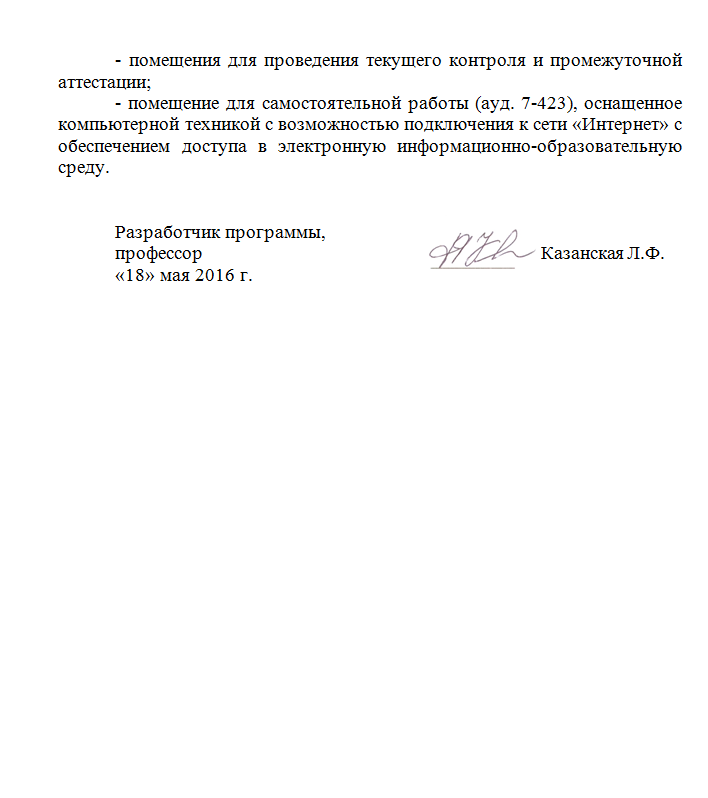 - помещения для проведения текущего контроля и промежуточной
аттестации;
- помещение для самостоятельной работы (ауд. 7-423), оснащенное
компьютерной техникой с возможностью подключения к сети «Интернет» с
обеспечением доступа в электронную информационно-образовательную
среду.
Разработчик программы,
профессор Казанская Л.Ф.
«18» мая 2016 г.